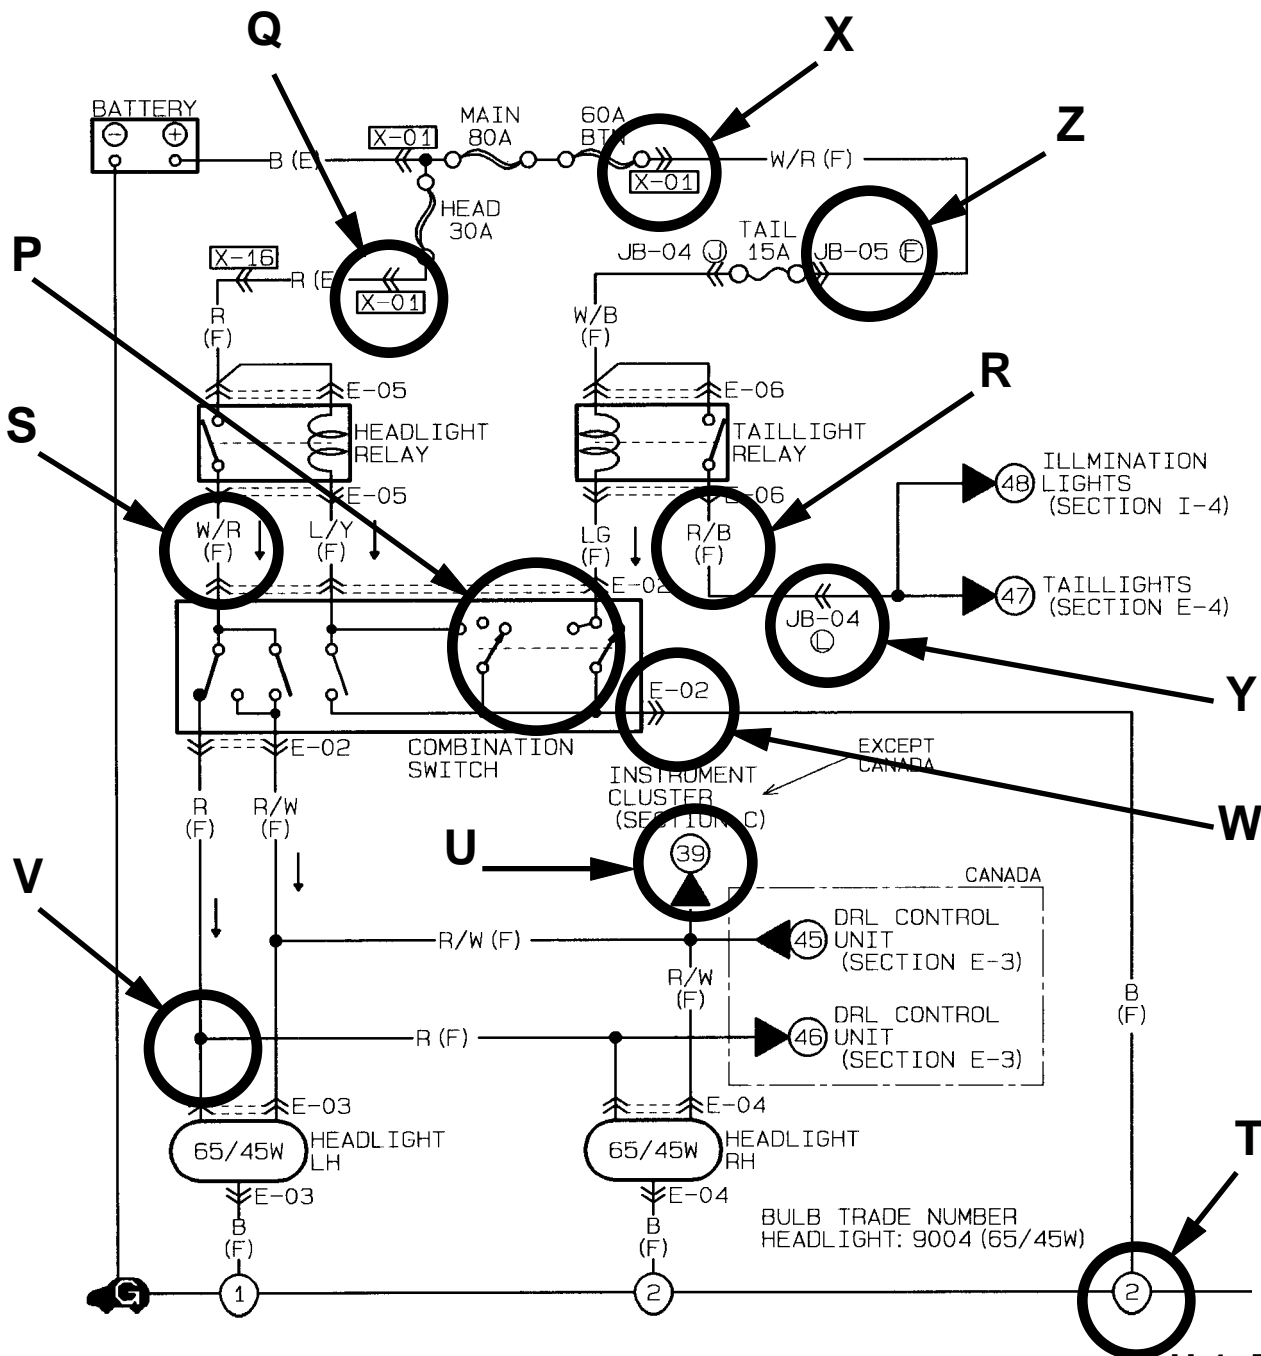 Q
X
Z
BATTERY
- +
X-01
MAIN
80A
60A
BTN
B (E)
X-01
W/R (F)
HEAD
30A
P
X-16
R (E
X-01
JB-04 J
TAIL
15A
JB-05 F
R
(F)
W/B
(F)
R
E-05
E-06
S
HEADLIGHT
RELAY
TAILLIGHT
RELAY
E-05
E-06
48
ILLMINATION
LIGHTS
(SECTION I-4)
W/R
(F)
L/Y
(F)
LG
(F)
R/B
(F)
E-02
47
TAILLIGHTS
(SECTION E-4)
JB-04
L
Y
E-02
E-02
COMBINATION
SWITCH
EXCEPT
CANADA
INSTRUMENT
CLUSTER
(SECTION C)
W
R
(F)
R/W
(F)
U
39
V
CANADA
R/W (F)
45
DRL CONTROL
UNIT
(SECTION E-3)
R/W
(F)
B
(F)
R (F)
46
DRL CONTROL
UNIT
(SECTION E-3)
E-03
E-04
T
65/45W
HEADLIGHT
LH
65/45W
HEADLIGHT
RH
E-03
E-04
B
(F)
B
(F)
BULB TRADE NUMBER
HEADLIGHT: 9004 (65/45W)
G
1
2
2